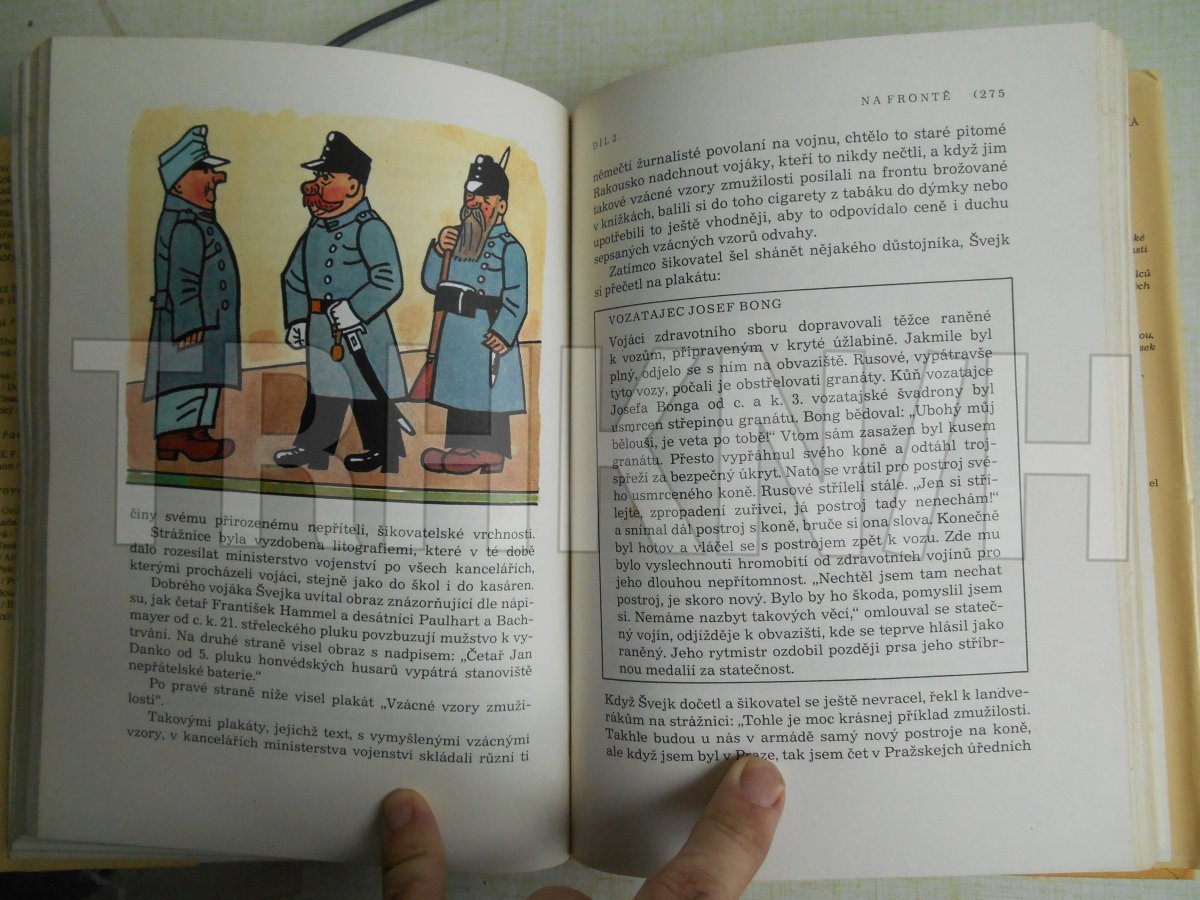 činy svému přirozenému nepříteli, šikovatelské vrchnosti.
Strážnice byla vyzdobena litografiemi, které v té době
dalo rozesílat ministerstvo vojenství po všech kancelářích,
kterými procházeli vojáci, stejně jako do škol i do kasáren.
Dobrého vojáka Švejka uvítal obraz znázorňující dle nápi-
su, jak četař František Hammel a desátníci Paulhart a Bach-
mayer od c. k. 21. střeleckého pluku povzbuzují mužstvo k vy-
trvání. Na druhé straně visel obraz s nadpisem: „Četař Jan
Danko od 5. pluku honvédských husarů vypátrá stanoviště
nepřátelské baterie.“
Po pravé straně níže visel plakát „Vzácné vzory zmuži-
losti“.
Takovými plakáty, jejichž text, s vymyšlenými vzácnými
vzory, v kancelářích ministerstva vojenství skládali různí ti
DÍL 2. NA FRONTĚ (275
němečtí žurnalisté povolaní na vojnu, chtělo to staré pitomé
Rakousko nadchnout vojáky, kteří to nikdy nečtli, a když jim
takové vzácné vzory zmužilosti posílali na frontu brožované
v knížkách, balili si do toho cigarety z tabáku do dýmky nebo
upotřebili to ještě vhodněji, aby to odpovídalo ceně i duchu
sepsaných vzácných vzorů odvahy.
Zatímco šikovatel šel shánět nějakého důstojníka, Švejk
si přečetl na plakátu:
VOZATAJEC JOSEF BONG
Vojáci zdravotního sboru dopravovali těžce raněné
k vozům, připraveným v kryté úžlabině. Jakmile byl
plný, odjelo se s ním na obvaziště. Rusové, vypátravše
tyto vozy, počali je obstřelovati granáty. Kůň vozatajce
Josefa Bonga od c. a k. 3. vozatajské švadrony byl
usmrcen střepinou granátu. Bong bědoval: „Ubohý můj
bělouši, je veta po tobě!“ Vtom sám zasažen byl kusem
granátu. Přesto vypřáhnul svého koně a odtáhl troj-
spřeží za bezpečný úkryt. Nato se vrátil pro postroj své-
ho usmrceného koně. Rusové stříleli stále. „Jen si stří-
lejte, zpropadení zuřivci, já postroj tady nenechám!“
a snímal dál postroj s koně, bruče si ona slova. Konečně
byl hotov a vláčel se s postrojem zpět k vozu. Zde mu
bylo vyslechnouti hromobití od zdravotních vojínů pro
jeho dlouhou nepřítomnost. „Nechtěl jsem tam nechat
postroj, je skoro nový. Bylo by ho škoda, pomyslil jsem
si. Nemáme nazbyt takových věcí,“ omlouval se stateč-
ný vojín, odjížděje k obvazišti, kde se teprve hlásil jako
raněný. Jeho rytmistr ozdobil později prsa jeho stříbr-
nou medalií za statečnost.
Když Švejk dočetl a šikovatel se ještě nevracel, řekl k landve-
rákům na strážnici: „Tohle je moc krásnej příklad zmužilosti.
Takhle budou u nás v armádě samý nový postroje na koně,
ale když jsem byl v Praze, tak jsem čet v Pražskejch úředních
TRH KNIH